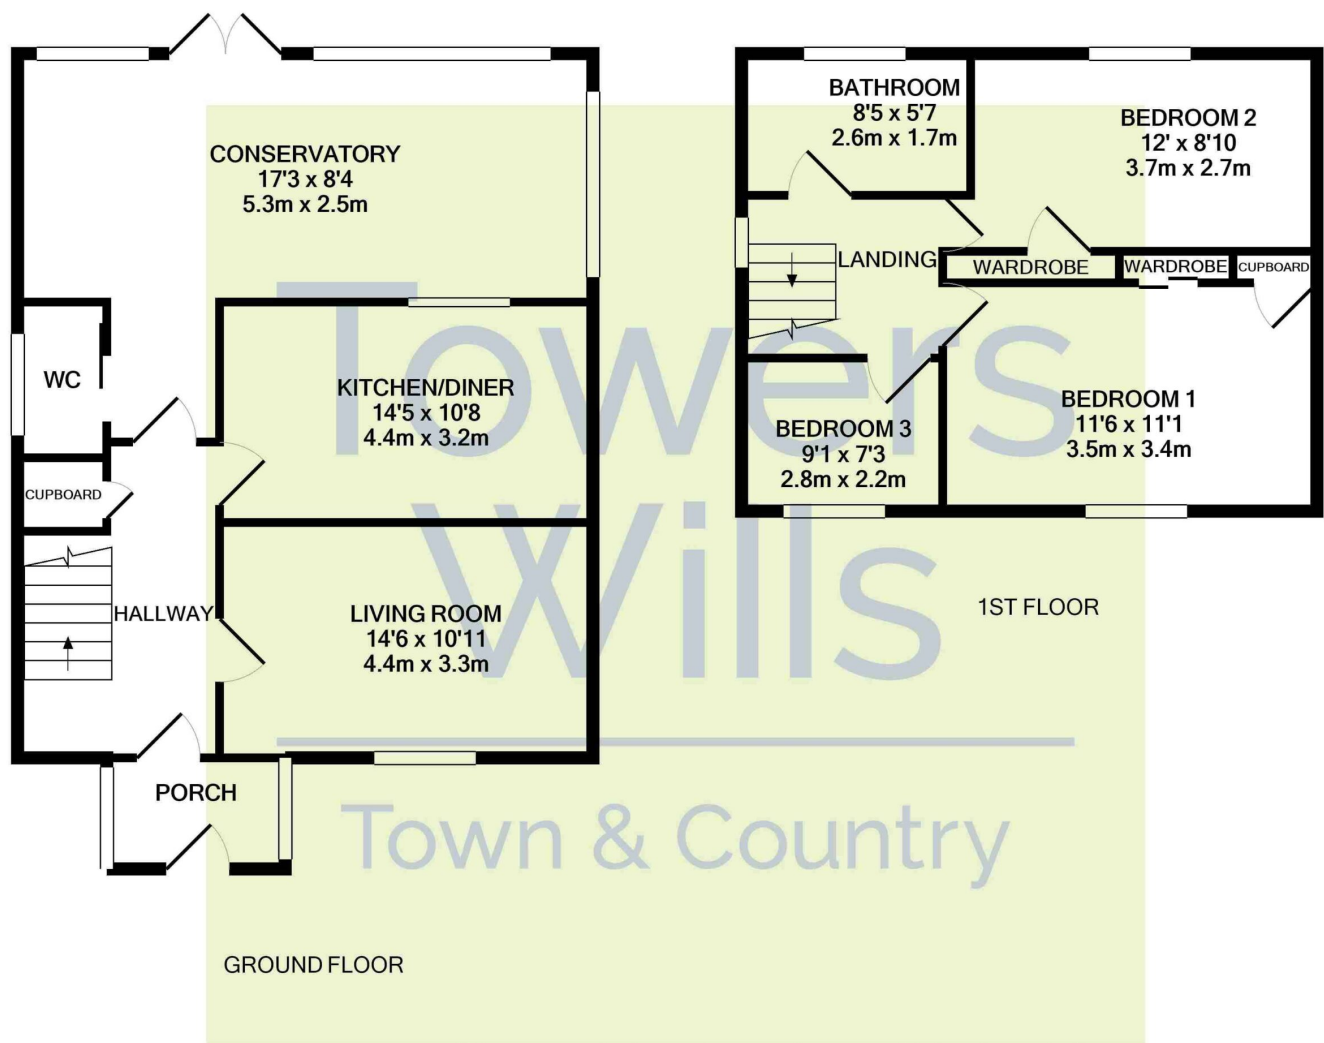 CONSERVATORY
17'3 x 8'4
5.3m x 2.5m
WC
KITCHEN/DINER
14'5 x 10'8
4.4m x 3.2m
CUPBOARD
HALLWAY
LIVING ROOM
14'6 x 10'11
4.4m x 3.3m
PORCH
GROUND FLOOR
BATHROOM
8'5 x 5'7
2.6m x 1.7m
BEDROOM 2
12' x 8'10
3.7m x 2.7m
LANDING
WARDROBE
WARDROBE
CUPBOARD
BEDROOM 1
11'6 x 11'1
3.5m x 3.4m
BEDROOM 3
9'1 x 7'3
2.8m x 2.2m
1ST FLOOR
Towers
Wills
Town & Country